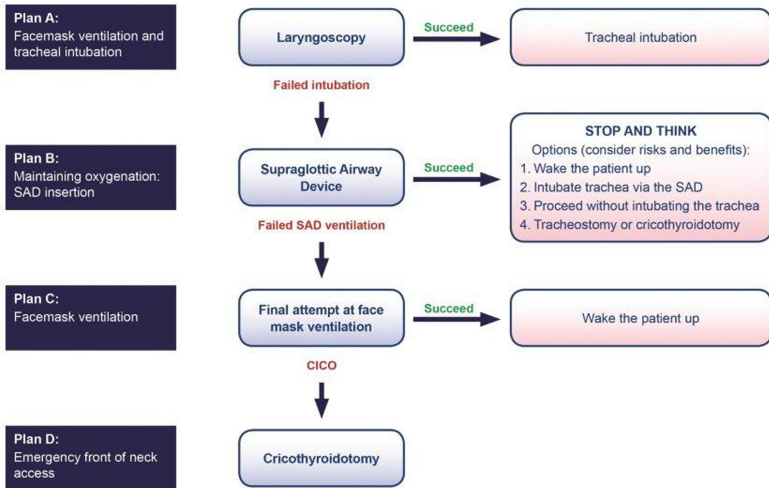 Plan A:
Facemask ventilation and
tracheal intubation
Laryngoscopy
Succeed
Tracheal intubation
Failed intubation
Plan B:
Maintaining oxygenation:
SAD insertion
Supraglottic Airway
Device
Succeed
STOP AND THINK
Options (consider risks and benefits):
1. Wake the patient up
2. Intubate trachea via the SAD
3. Proceed without intubating the trachea
4. Tracheostomy or cricothyroidotomy
Failed SAD ventilation
Plan C:
Facemask ventilation
Final attempt at face
mask ventilation
Succeed
Wake the patient up
CICO
Plan D:
Emergency front of neck
access
Cricothyroidotomy